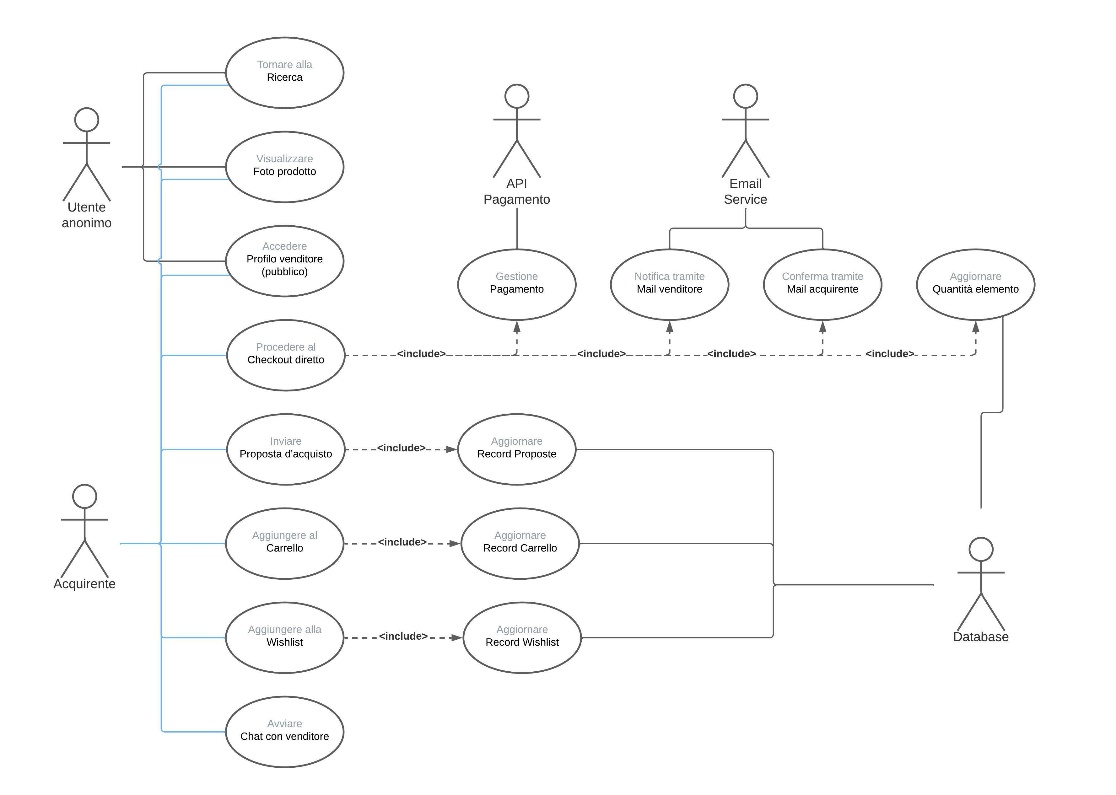 Tornare alla
Ricerca
Visualizzare
Foto prodotto
Utente
anonimo
API
Pagamento
Email
Service
Accedere
Profilo venditore
(pubblico)
Gestione
Pagamento
Notifica tramite
Mail venditore
Conferma tramite
Mail acquirente
Aggiornare
Quantità elemento
Procedere al
Checkout diretto
<include>
<include>
<include>
<include>
Inviare
Proposta d'acquisto
<include>
Aggiornare
Record Proposte
Acquirente
Aggiungere al
Carrello
<include>
Aggiornare
Record Carrello
Database
Aggiungere alla
Wishlist
<include>
Aggiornare
Record Wishlist
Avviare
Chat con venditore